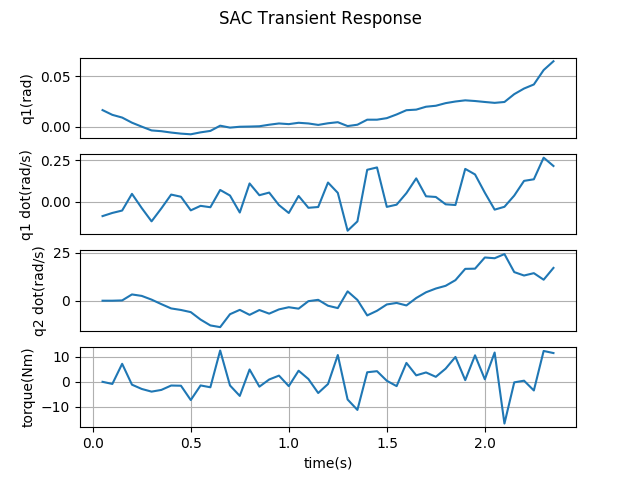 SAC Transient Response
q1(rad)
0.05
0.00
q1 dot(rad/s)
0.25
0.00
q2 dot(rad/s)
25
0
torque(Nm)
10
0
−10
0.0 0.5 1.0 1.5 2.0
time(s)